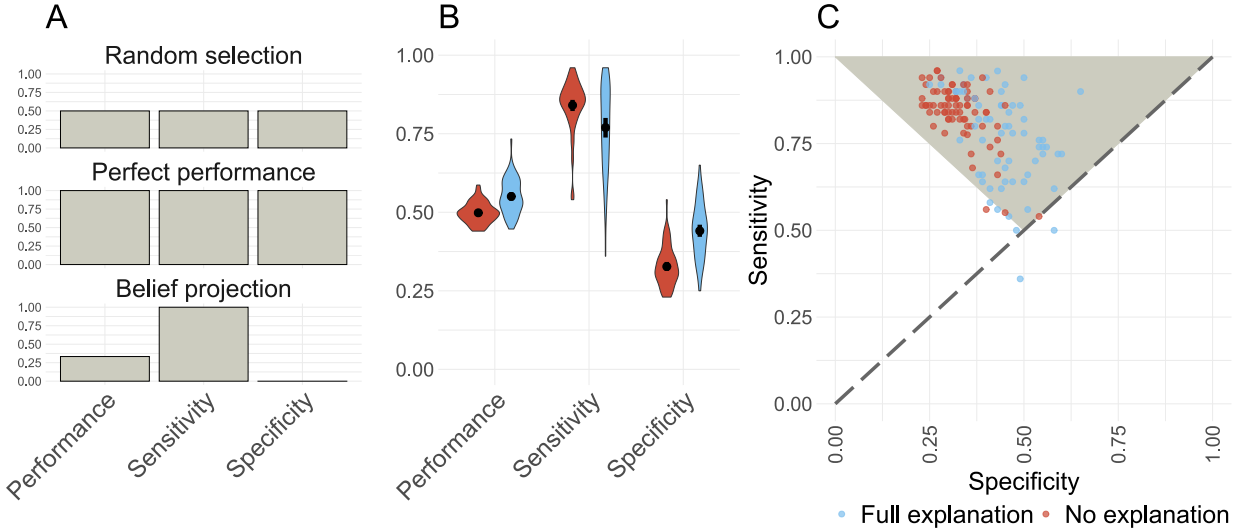 A
Random selection
1.00
0.75
0.50
0.25
0.00
Perfect performance
1.00
0.75
0.50
0.25
0.00
Belief projection
1.00
0.75
0.50
0.25
0.00
Performance
Sensitivity
Specificity
B
1.00
0.75
0.50
0.25
0.00
Performance
Sensitivity
Specificity
C
Sensitivity
1.00
0.75
0.50
0.25
0.00
0.00
0.25
0.50
0.75
1.00
Specificity
Full explanation
No explanation